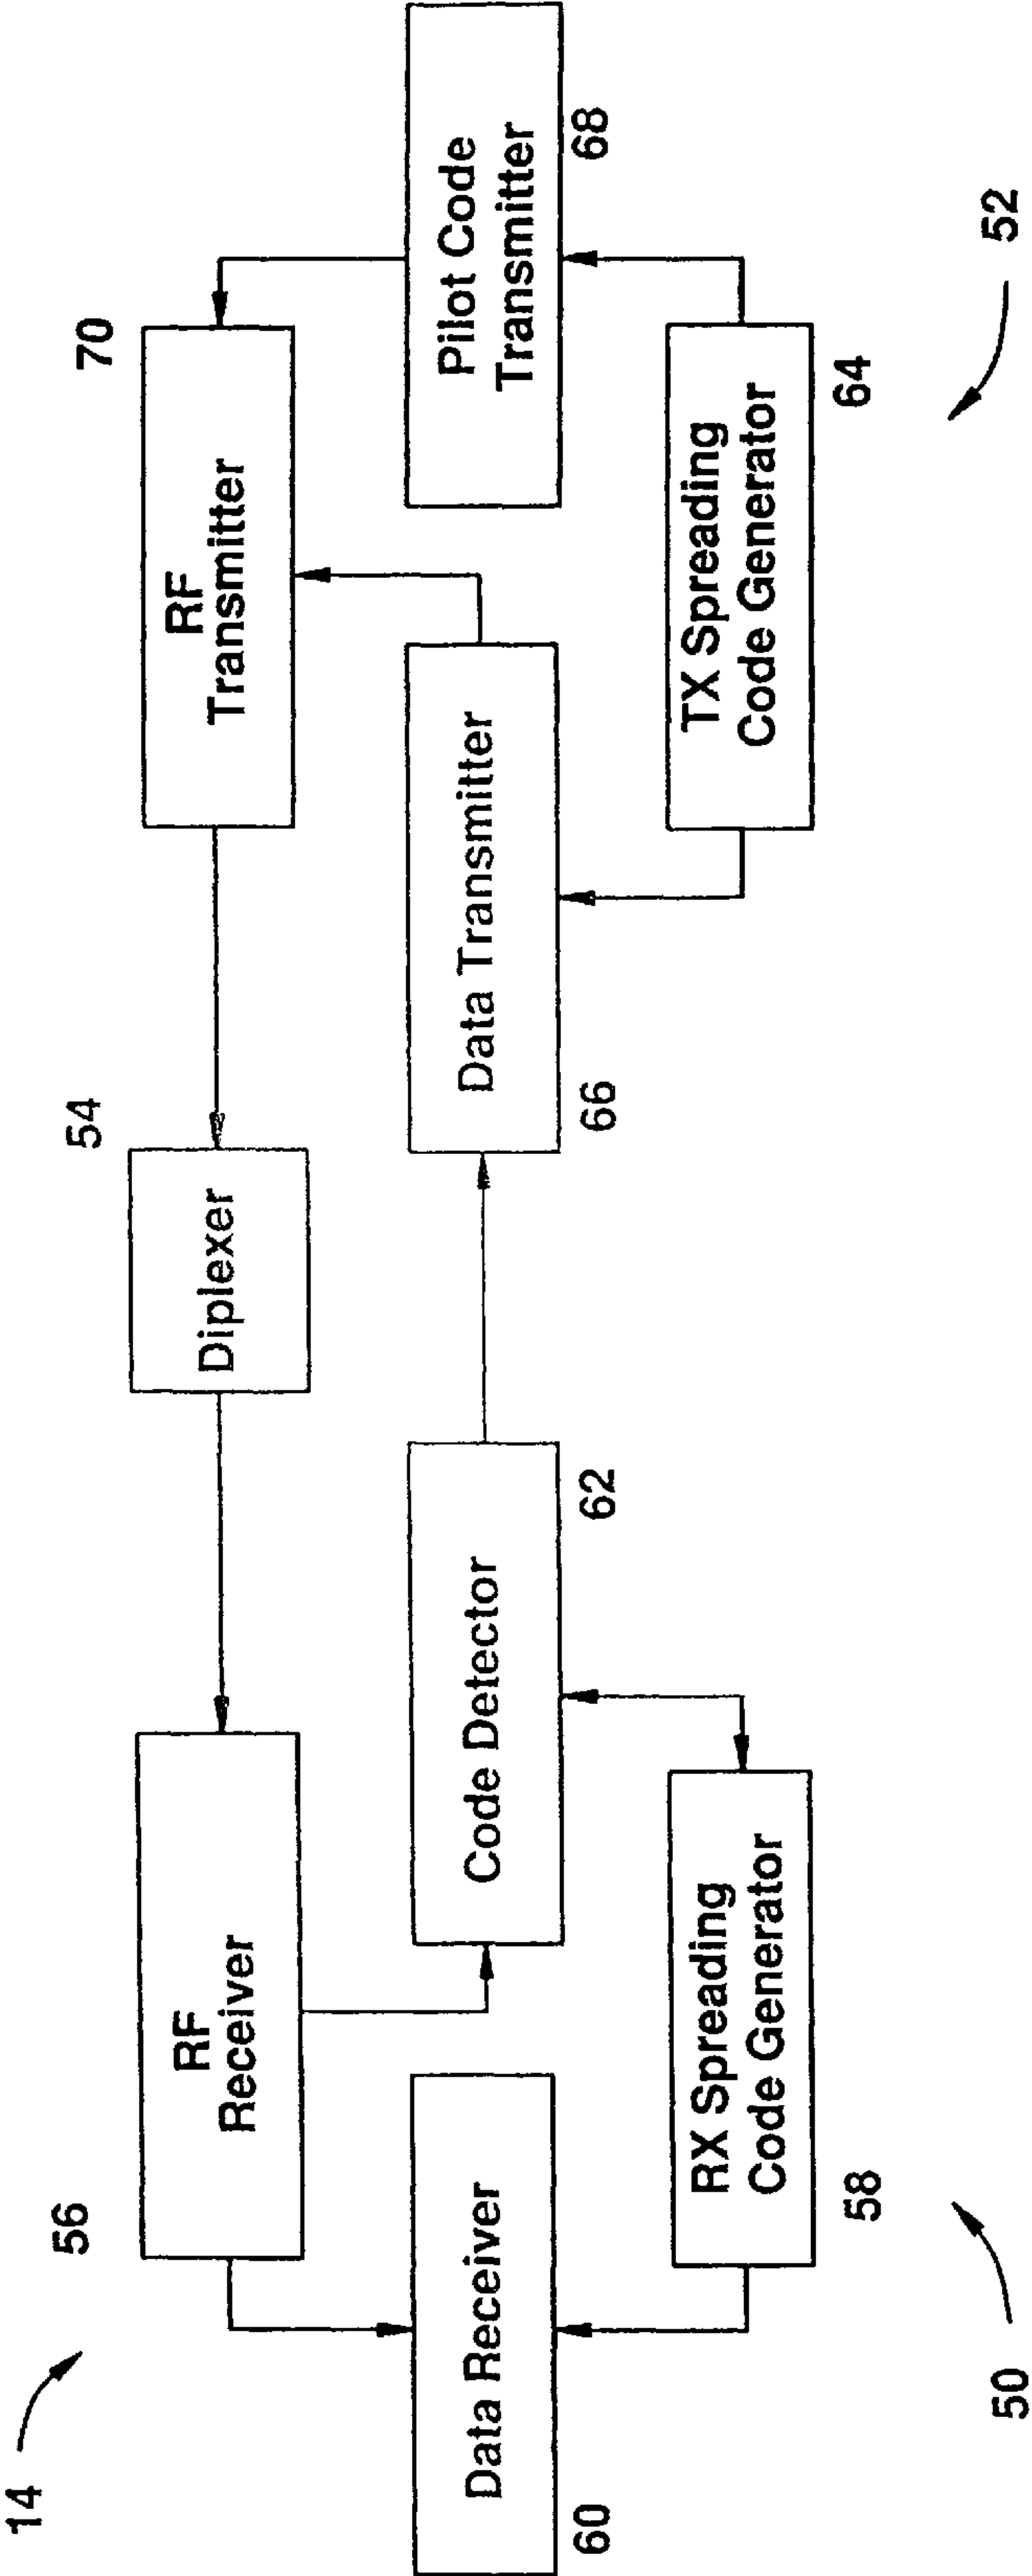 14
56
54
70
RF
Receiver
Diplexer
RF
Transmitter
Data Receiver
60
Code Detector
62
Data Transmitter
66
Pilot Code
Transmitter
68
RX Spreading
Code Generator
58
TX Spreading
Code Generator
64
50
52